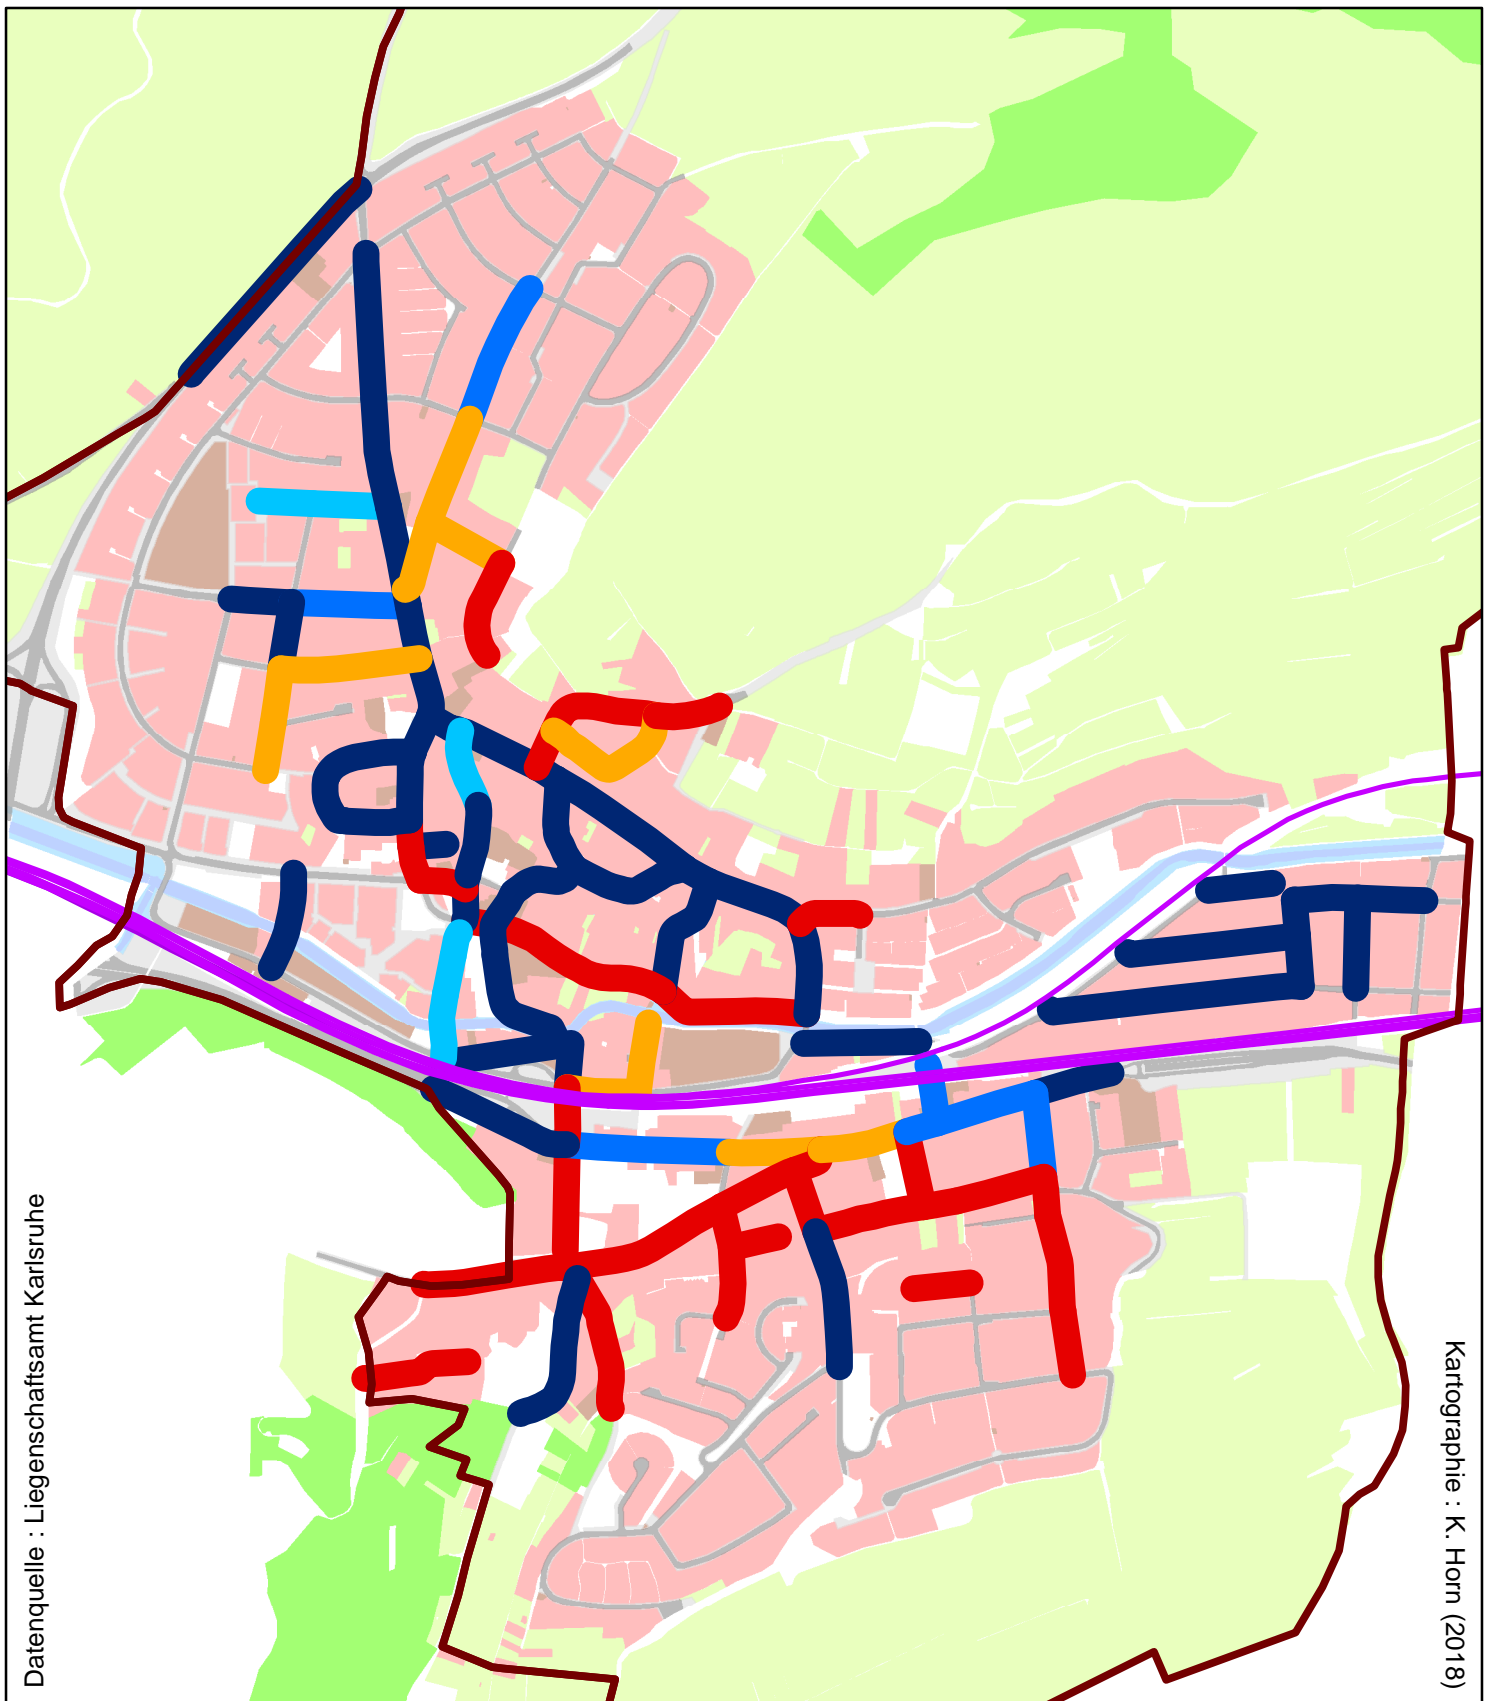 Datenquelle : Liegenschaftsamt Karlsruhe
Kartographie : K. Horn (2018)